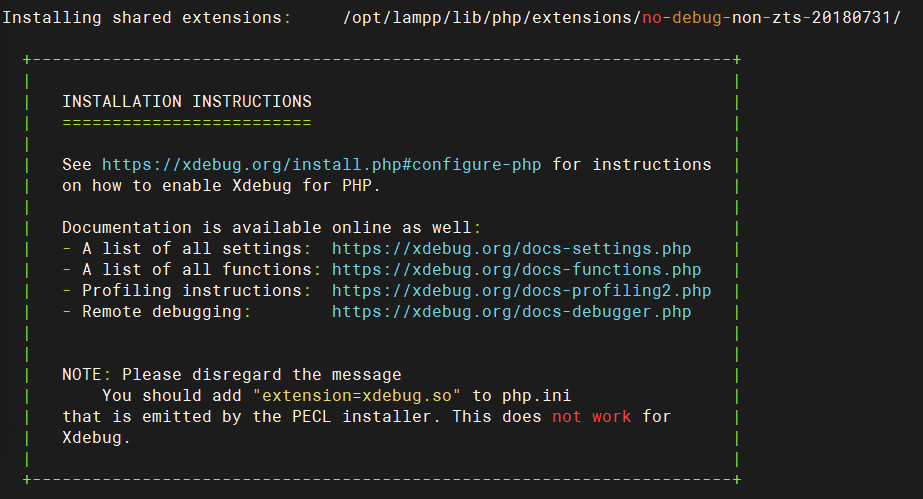 Installing shared extensions:     /opt/lampp/lib/php/extensions/no-debug-non-zts-20180731/

  +----------------------------------------------------------------------+
  |                                                                      |
  |   INSTALLATION INSTRUCTIONS                                          |
  |   =========================                                          |
  |                                                                      |
  |   See https://xdebug.org/install.php#configure-php for instructions  |
  |   on how to enable Xdebug for PHP.                                   |
  |                                                                      |
  |   Documentation is available online as well:                         |
  |   - A list of all settings:  https://xdebug.org/docs-settings.php    |
  |   - A list of all functions: https://xdebug.org/docs-functions.php   |
  |   - Profiling instructions:  https://xdebug.org/docs-profiling2.php  |
  |   - Remote debugging:        https://xdebug.org/docs-debugger.php    |
  |                                                                      |
  |                                                                      |
  |   NOTE: Please disregard the message                                 |
  |       You should add "extension=xdebug.so" to php.ini                |
  |   that is emitted by the PECL installer. This does not work for      |
  |   Xdebug.                                                            |
  |                                                                      |
  +----------------------------------------------------------------------+